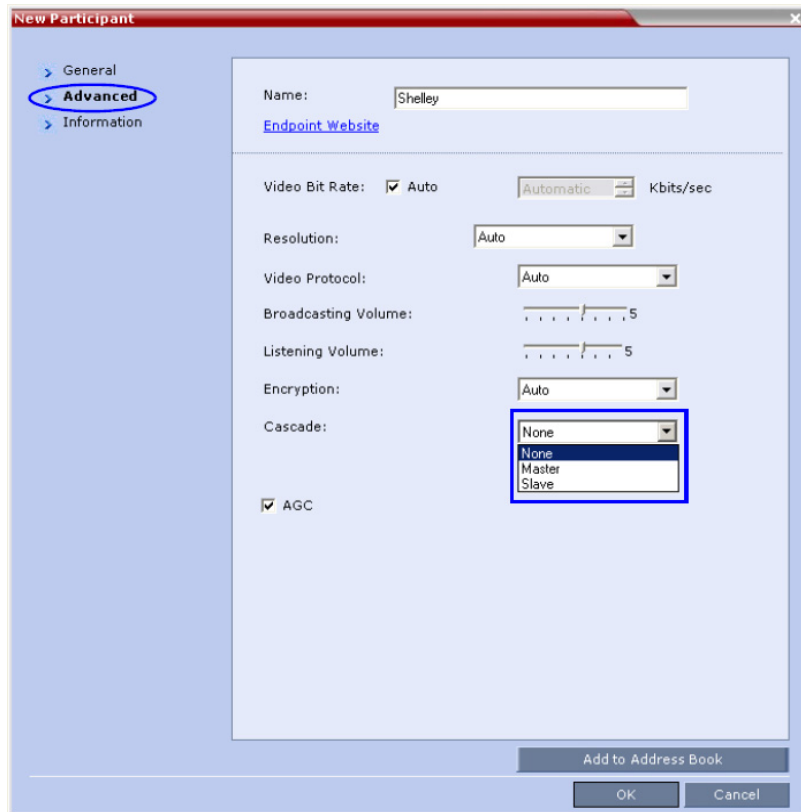 New Participant
General
Advanced
Information
Name: Shelley
Endpoint Website
Video Bit Rate: Auto Automatic Kbits/sec
Resolution: Auto
Video Protocol: Auto
Broadcasting Volume: 5
Listening Volume: 5
Encryption: Auto
Cascade: None
None
Master
Slave
AGC
Add to Address Book
OK Cancel